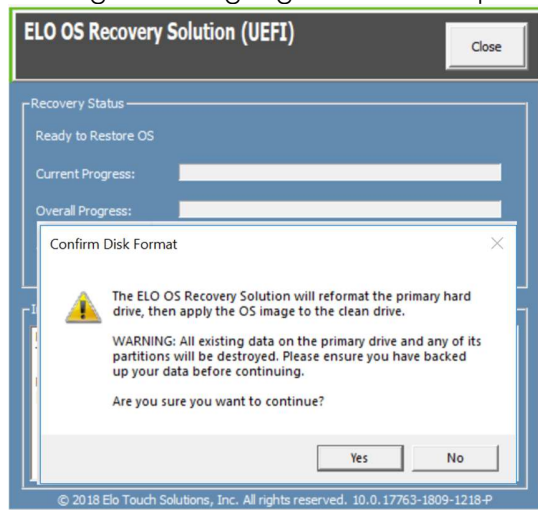 ELO OS Recovery Solution (UEFI)
Close
Recovery Status
Ready to Restore OS
Current Progress:
Overall Progress:
Confirm Disk Format
The ELO OS Recovery Solution will reformat the primary hard
drive, then apply the OS image to the clean drive.
WARNING: All existing data on the primary drive and any of its
partitions will be destroyed. Please ensure you have backed
up your data before continuing.
Are you sure you want to continue?
Yes
No
© 2018 Elo Touch Solutions, Inc. All rights reserved. 10.0.17763-1809-1218-P